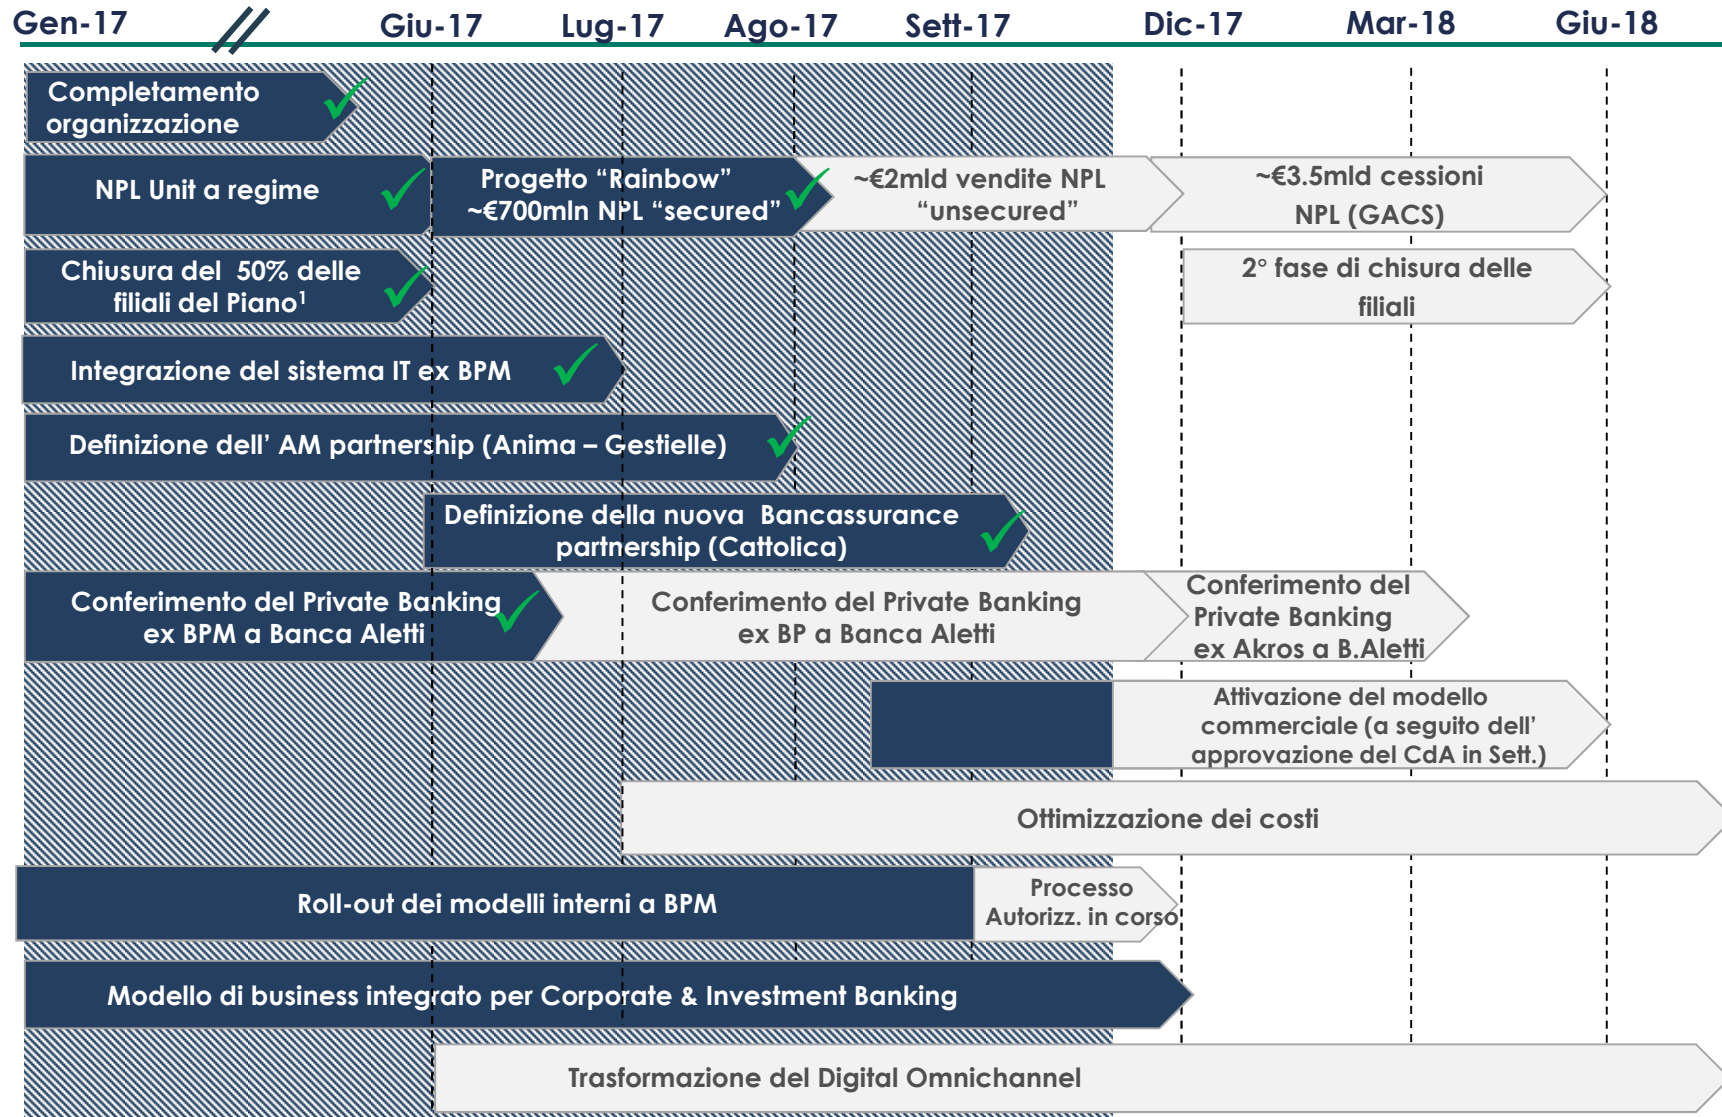 Gen-17 Giu-17 Lug-17 Ago-17 Sett-17 Dic-17 Mar-18 Giu-18
Completamento
organizzazione
NPL Unit a regime
Progetto “Rainbow”
~€700mln NPL “secured”
~€2mld vendite NPL
“unsecured”
~€3.5mld cessioni
NPL (GACS)
Chiusura del 50% delle
filiali del Piano¹
2° fase di chisura delle
filiali
Integrazione del sistema IT ex BPM
Definizione dell’ AM partnership (Anima – Gestielle)
Definizione della nuova Bancassurance
partnership (Cattolica)
Conferimento del Private Banking
ex BPM a Banca Aletti
Conferimento del Private Banking
ex BP a Banca Aletti
Conferimento del
Private Banking
ex Akros a B.Aletti
Attivazione del modello
commerciale (a seguito dell’
approvazione del CdA in Sett.)
Ottimizzazione dei costi
Roll-out dei modelli interni a BPM
Processo
Autorizz. in corso
Modello di business integrato per Corporate & Investment Banking
Trasformazione del Digital Omnichannel